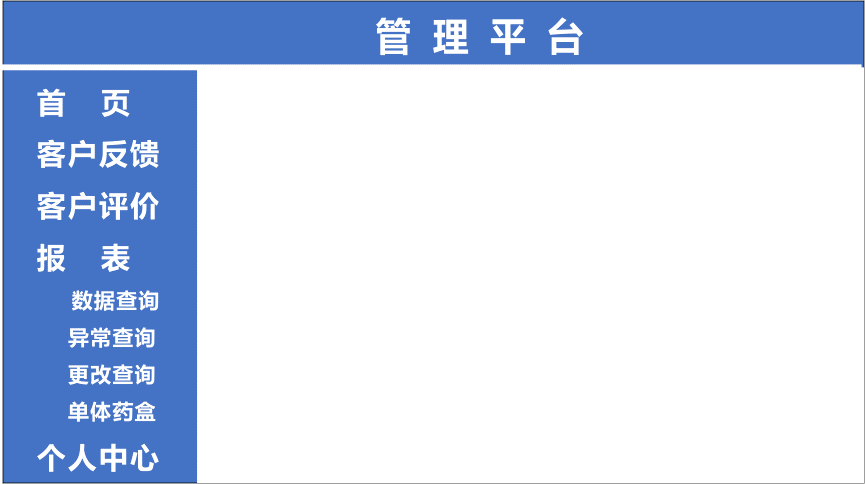 管 理 平 台
首 页
客户反馈
客户评价
报 表
数据查询
异常查询
更改查询
单体药盒
个人中心